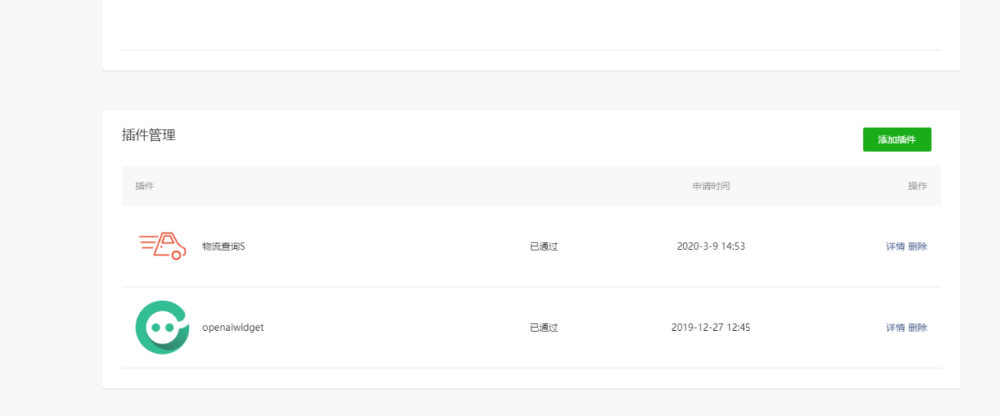 插件管理
添加插件
插件 申请时间 操作
物流查询S 已通过 2020-3-9 14:53 详情 删除
openaiwidget 已通过 2019-12-27 12:45 详情 删除